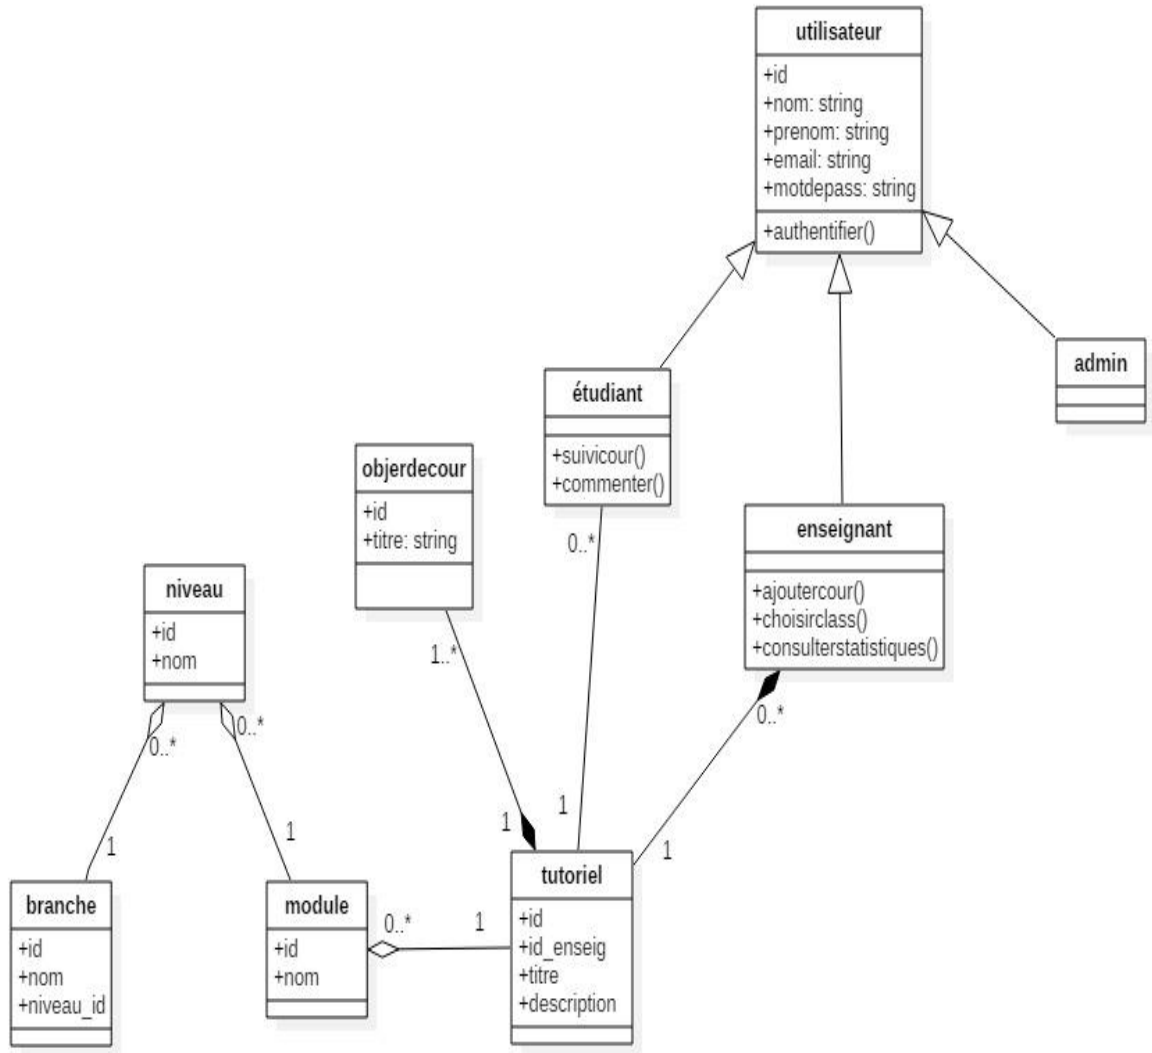 utilisateur
+id
+nom: string
+prenom: string
+email: string
+motdepass: string
+authentifier()
admin
étudiant
+suivicour()
+commenter()
0..*
objerdecour
+id
+titre: string
1..*
enseignant
+ajoutercour()
+choisirclass()
+consulterstatistiques()
0..*
niveau
+id
+nom
0..*
0..*
1
1
1
1
1
branche
+id
+nom
+niveau_id
module
+id
+nom
0..*
1
tutoriel
+id
+id_enseig
+titre
+description